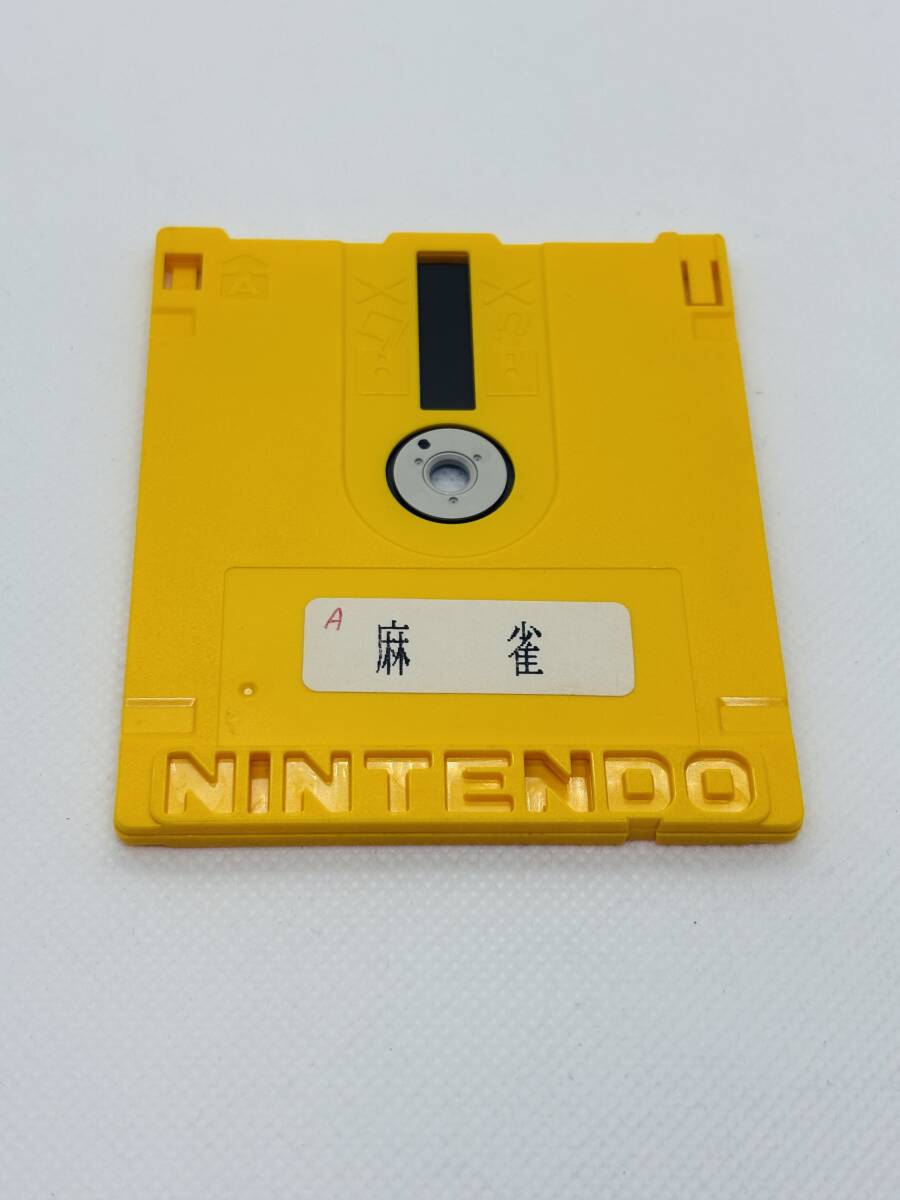 A
A 麻 雀
NINTENDO